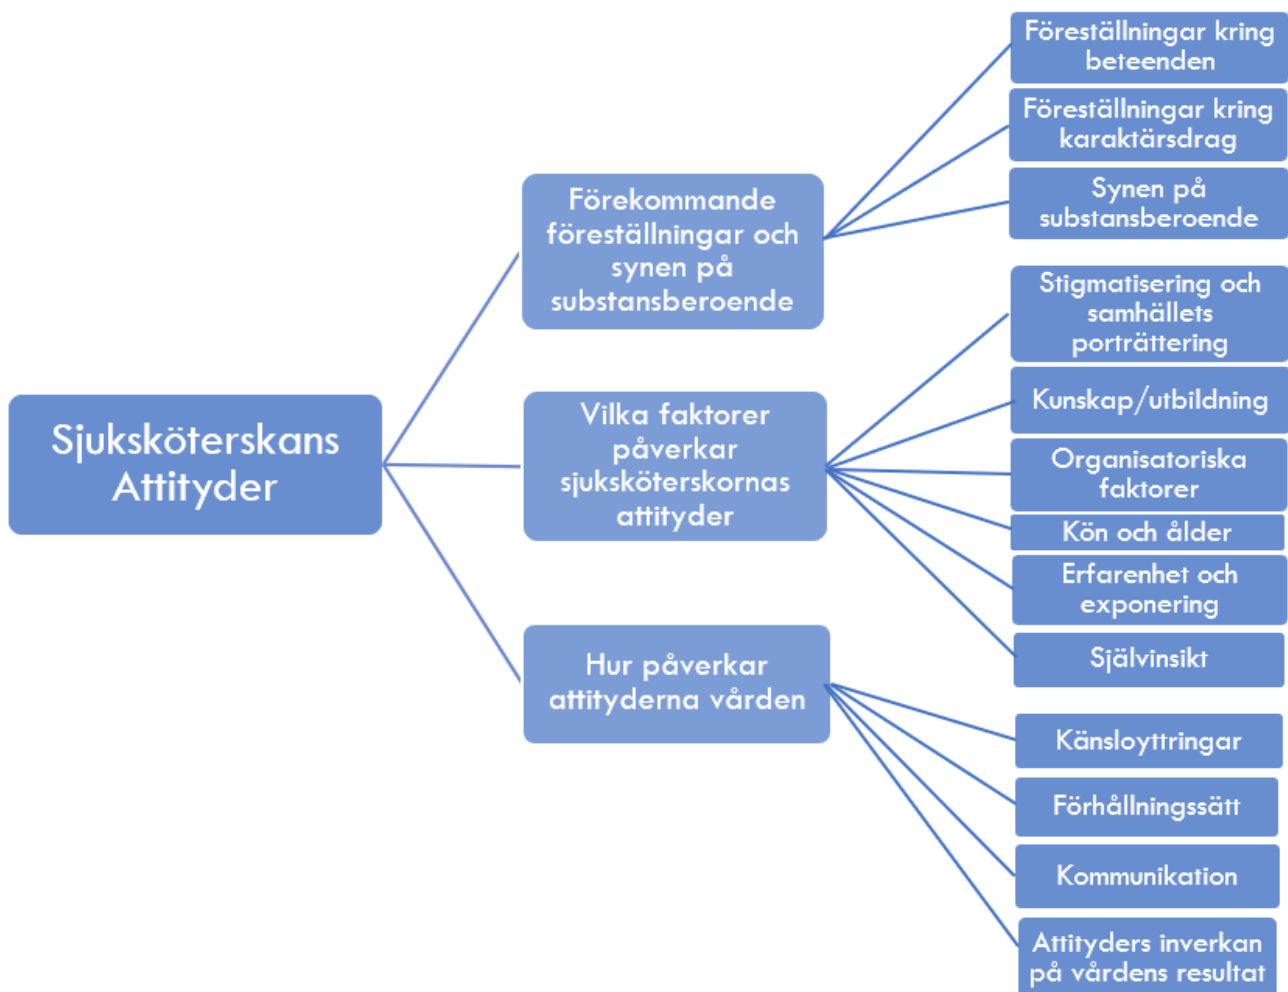 Sjuksköterskans
Attityder
Förekommande
föreställningar och
synen på
substansberoende
Föreställningar kring
beteenden
Föreställningar kring
karaktärsdrag
Synen på
substansberoende
Vilka faktorer
påverkar
sjuksköterskornas
attityder
Stigmatisering och
samhällets
porträttering
Kunskap/utbildning
Organisatoriska
faktorer
Kön och ålder
Erfarenhet och
exponering
Självinsikt
Hur påverkar
attityderna vården
Känsloyttringar
Förhållningssätt
Kommunikation
Attityders inverkan
på vårdens resultat